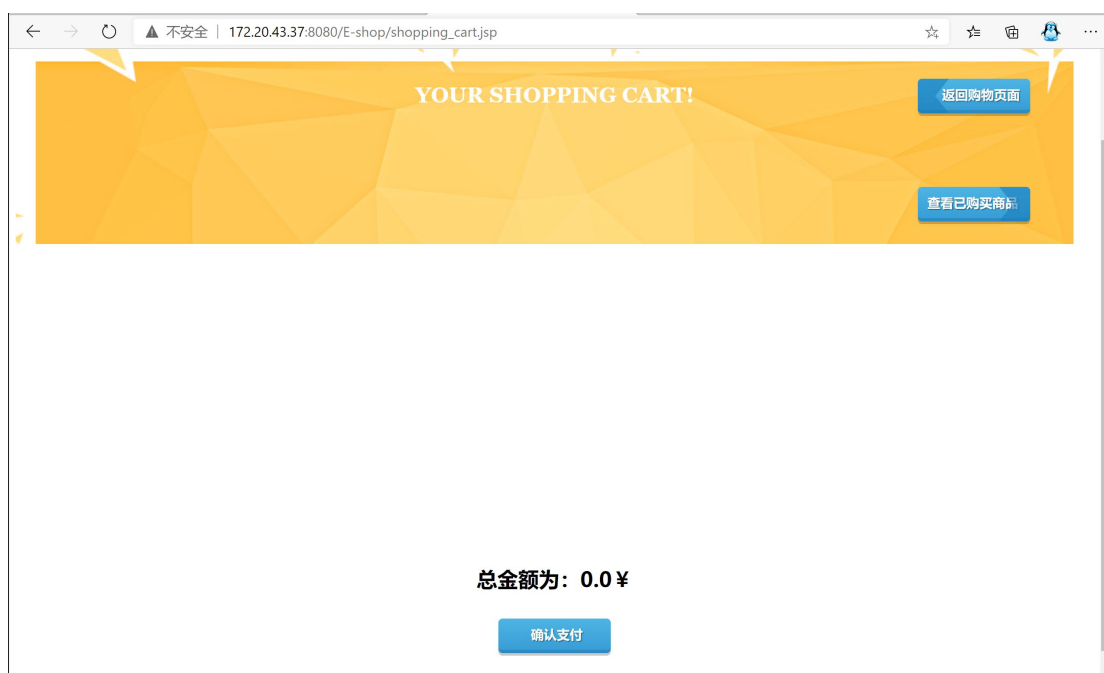 不安全 172.20.43.37:8080/E-shop/shopping_cart.jsp
YOUR SHOPPING CART!
返回购物页面
查看已购买商品
总金额为：0.0￥
确认支付